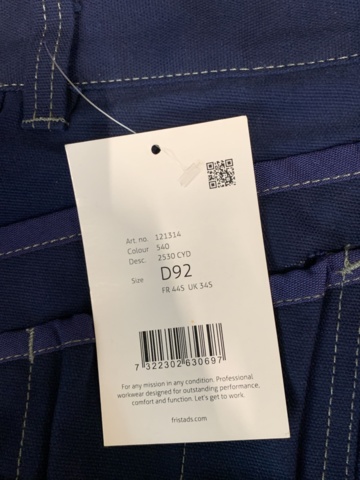 Art. no. 121314
Colour 540
Desc. 2530 CYD
Size D92
FR 44S UK 34S
7 322302 630697
For any mission in any condition. Professional
workwear designed for outstanding performance,
comfort and function. Let's get to work.
fristads.com